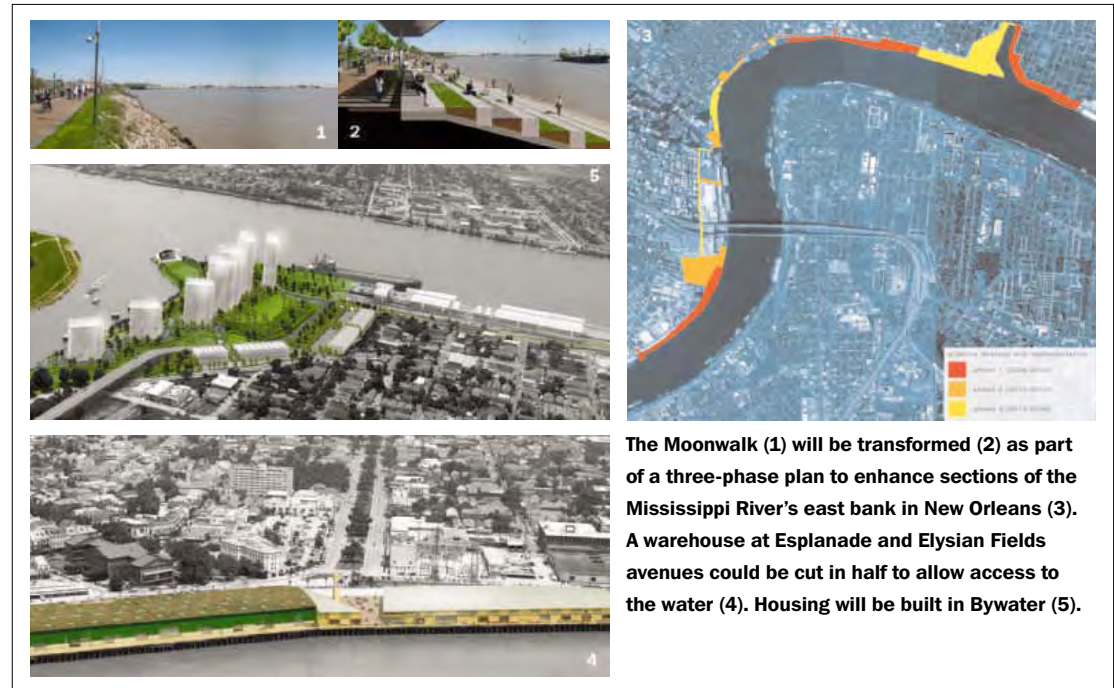 1
2
3
5
4
The Moonwalk (1) will be transformed (2) as part
of a three-phase plan to enhance sections of the
Mississippi River’s east bank in New Orleans (3).
A warehouse at Esplanade and Elysian Fields
avenues could be cut in half to allow access to
the water (4). Housing will be built in Bywater (5).